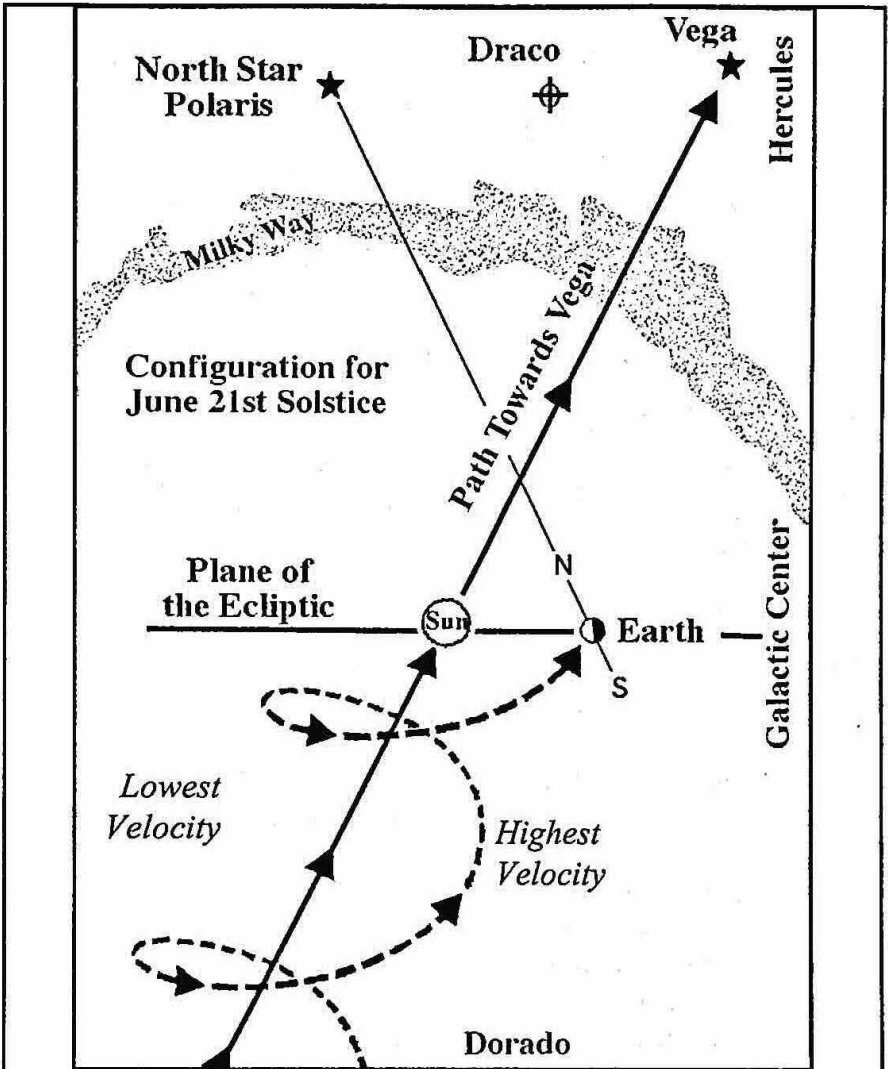 Vega
Draco
North Star
Polaris
Hercules
Milky Way
Path Towards Vega
Configuration for
June 21st Solstice
N
Plane of
the Ecliptic
Sun
Earth
S
Galactic Center
Lowest
Velocity
Highest
Velocity
Dorado